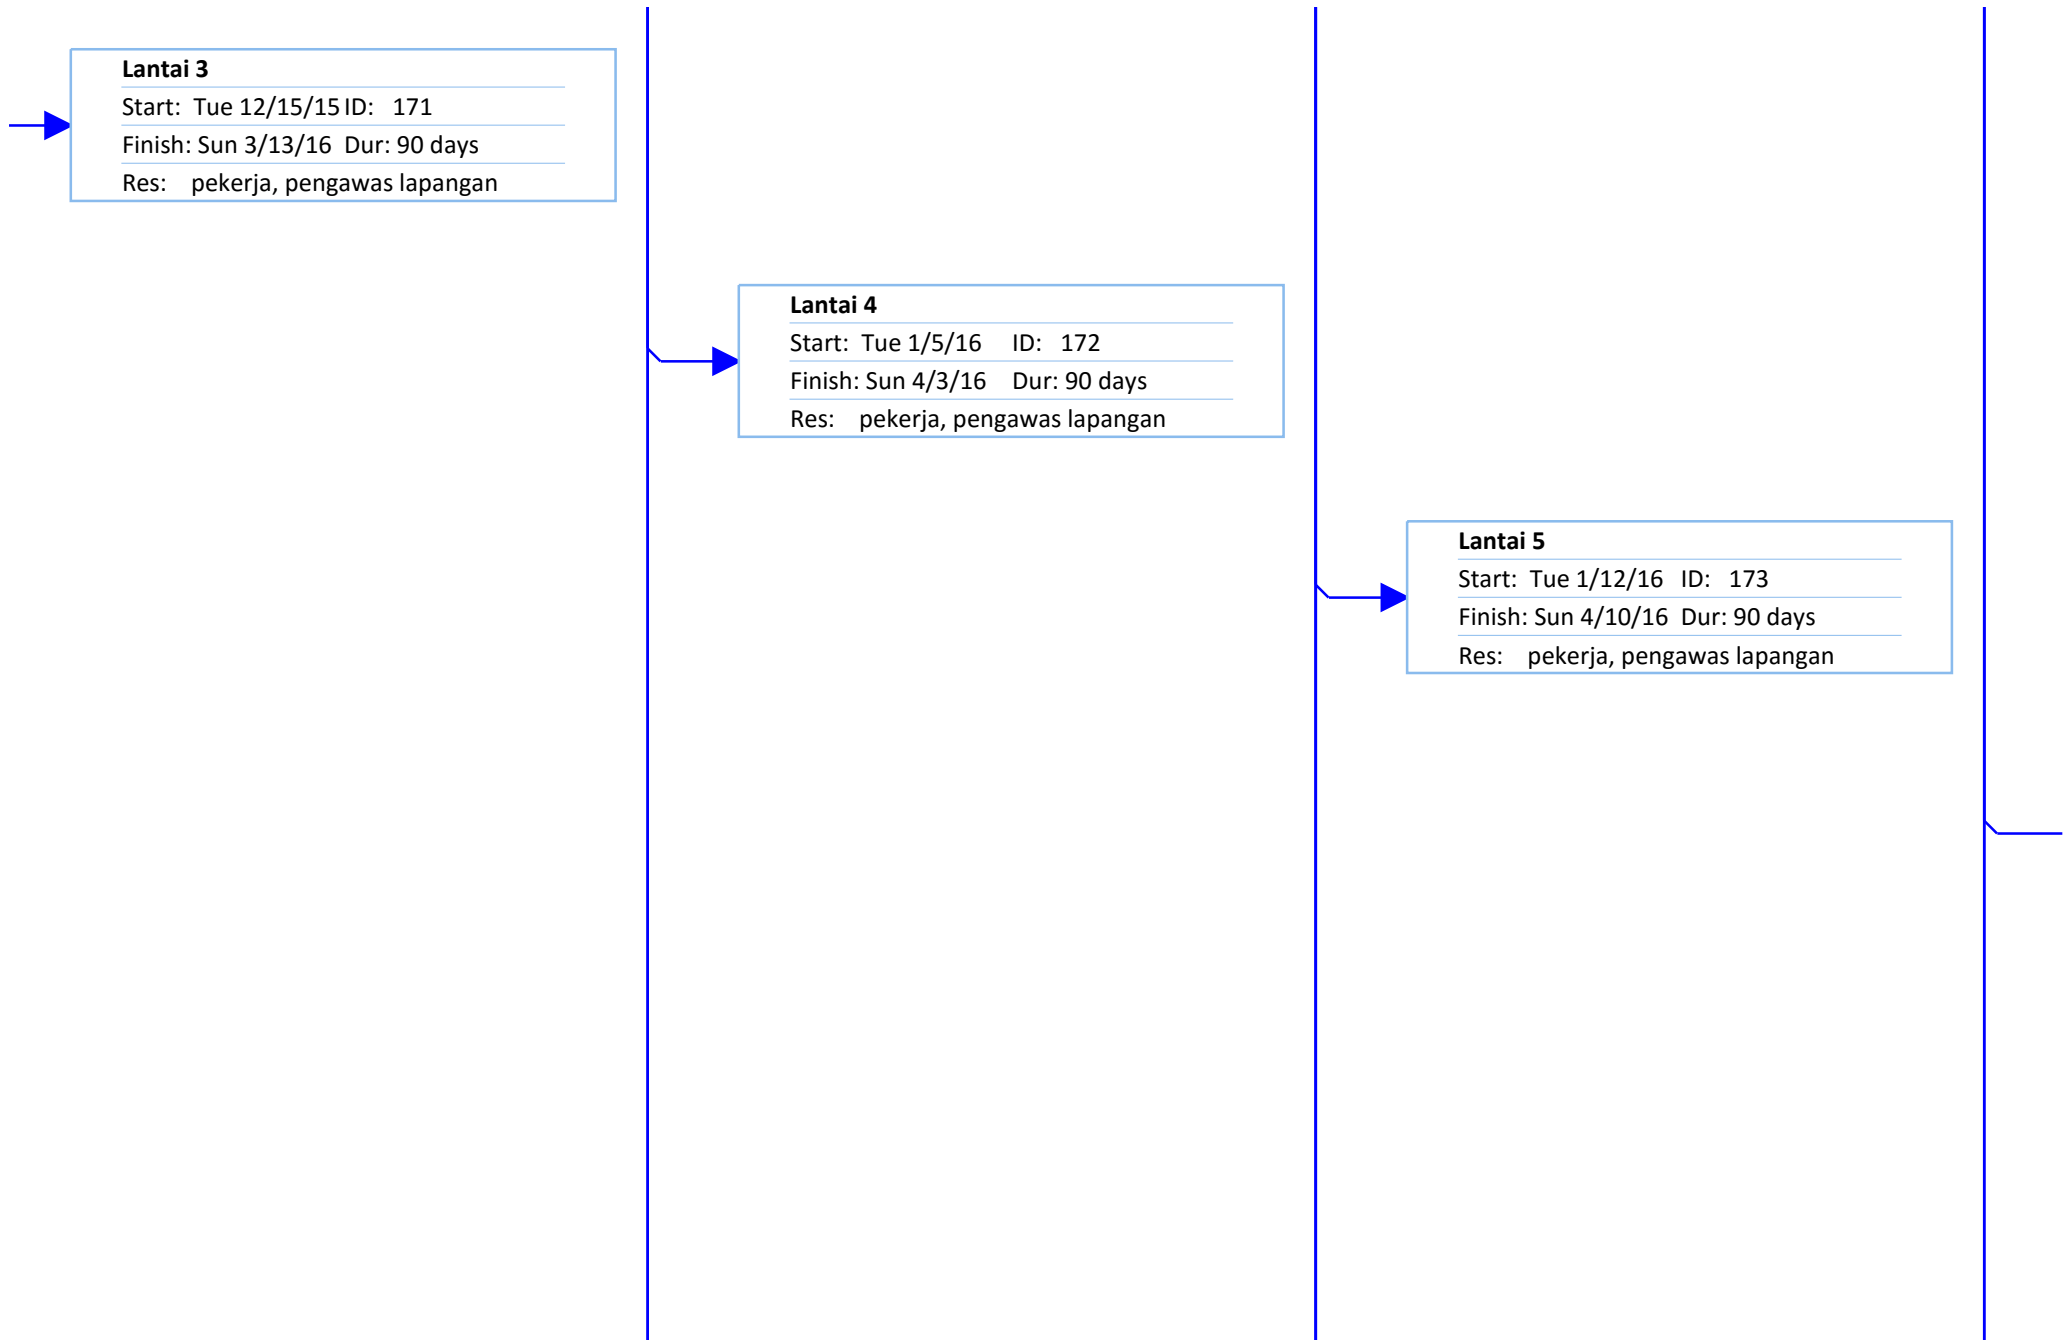 Lantai 3
Start: Tue 12/15/15 ID: 171
Finish: Sun 3/13/16 Dur: 90 days
Res: pekerja, pengawas lapangan
Lantai 4
Start: Tue 1/5/16 ID: 172
Finish: Sun 4/3/16 Dur: 90 days
Res: pekerja, pengawas lapangan
Lantai 5
Start: Tue 1/12/16 ID: 173
Finish: Sun 4/10/16 Dur: 90 days
Res: pekerja, pengawas lapangan